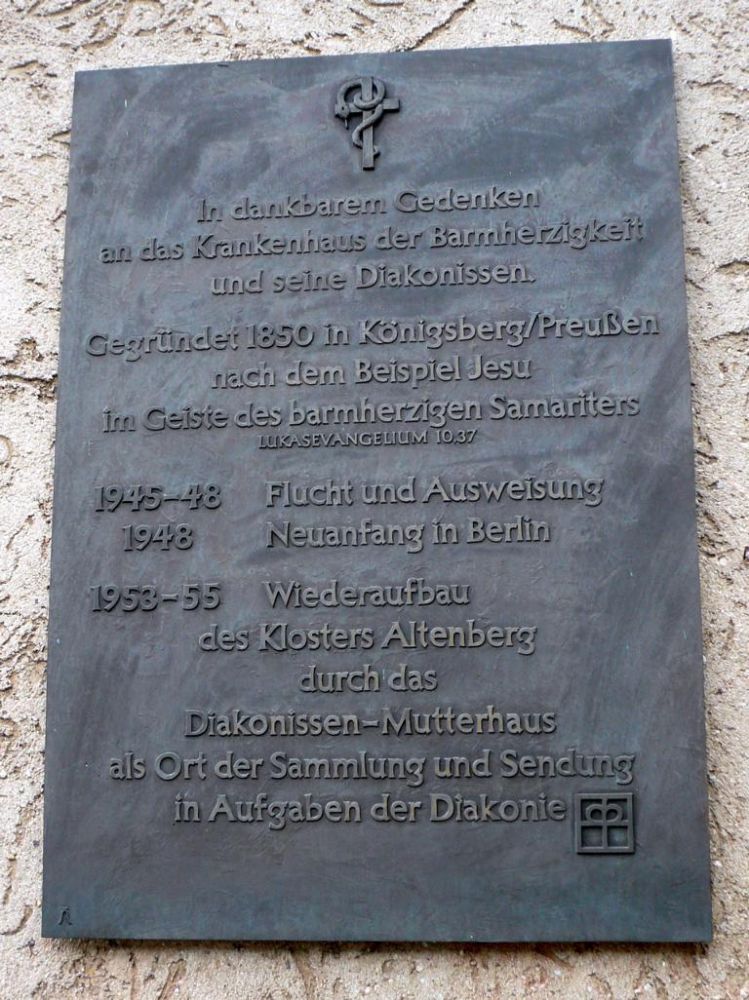 In dankbarem Gedenken
an das Krankenhaus der Barmherzigkeit
und seine Diakonissen.
Gegründet 1850 in Königsberg/Preußen
nach dem Beispiel Jesu
im Geiste des barmherzigen Samariters
LUKASEVANGELIUM 10.37
1945–48 Flucht und Ausweisung
1948 Neuanfang in Berlin
1953–55 Wiederaufbau
des Klosters Altenberg
durch das
Diakonissen-Mutterhaus
als Ort der Sammlung und Sendung
in Aufgaben der Diakonie